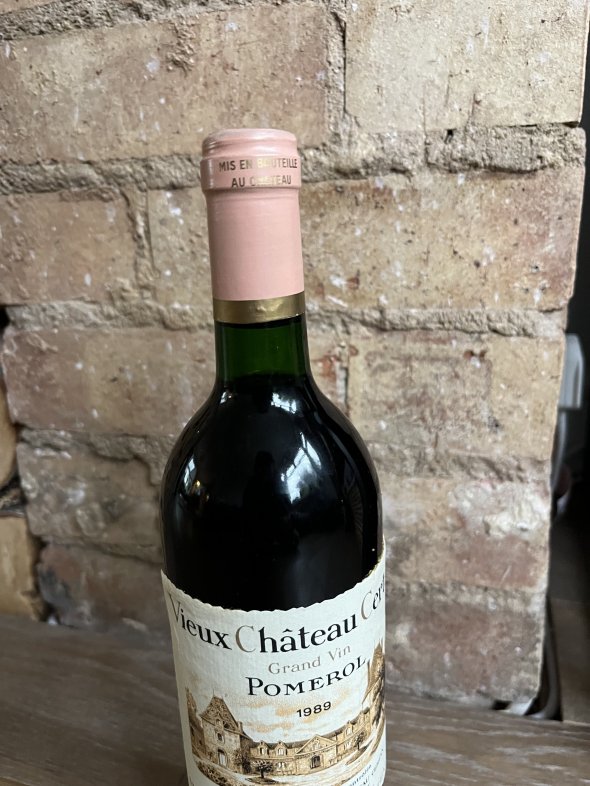 MIS EN BOUTEILLE
AU CHÂTEAU
Vieux Château
Grand Vin
POMEROL
1989